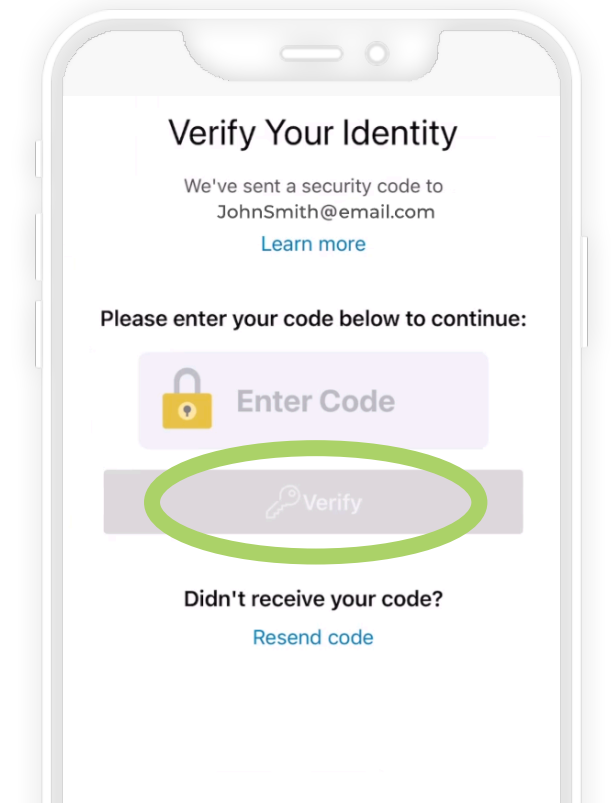 Verify Your Identity
We've sent a security code to
JohnSmith@email.com
Learn more
Please enter your code below to continue:
Enter Code
Verify
Didn't receive your code?
Resend code